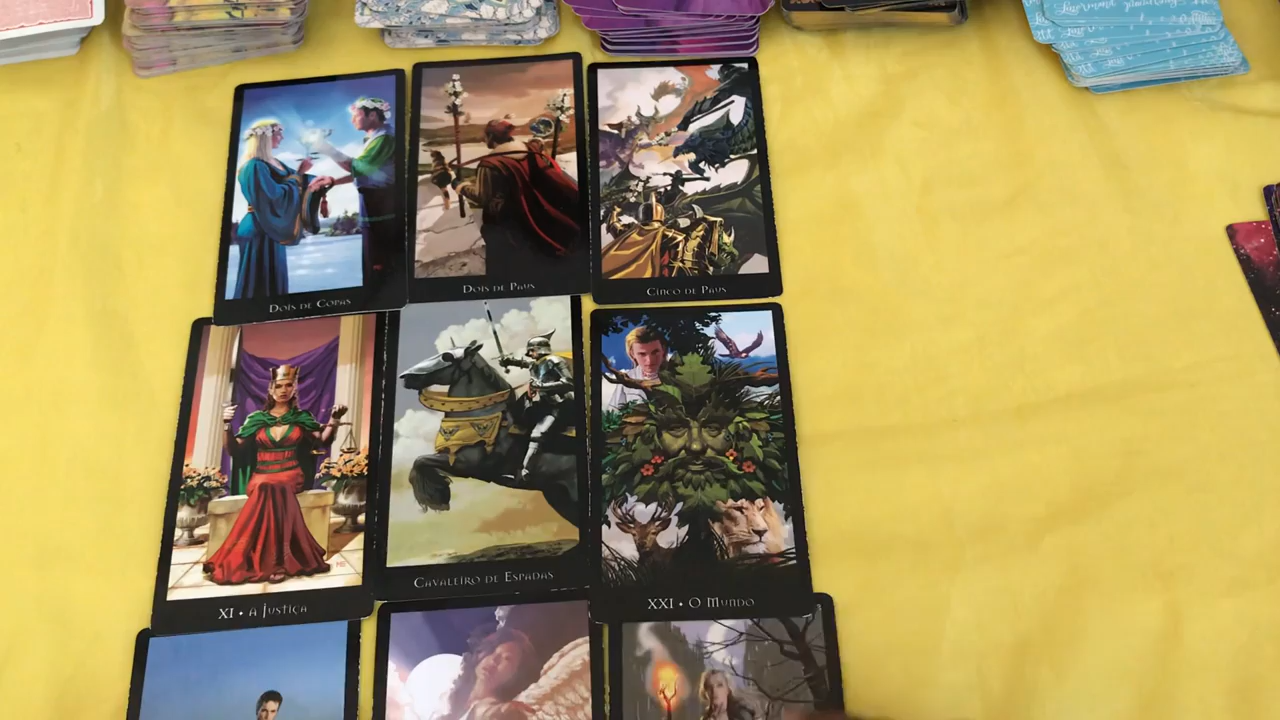 Dois de Copas
Dois de Paus
Cinco de Paus
XI • A Justiça
Cavaleiro de Espadas
XXI • O Mundo